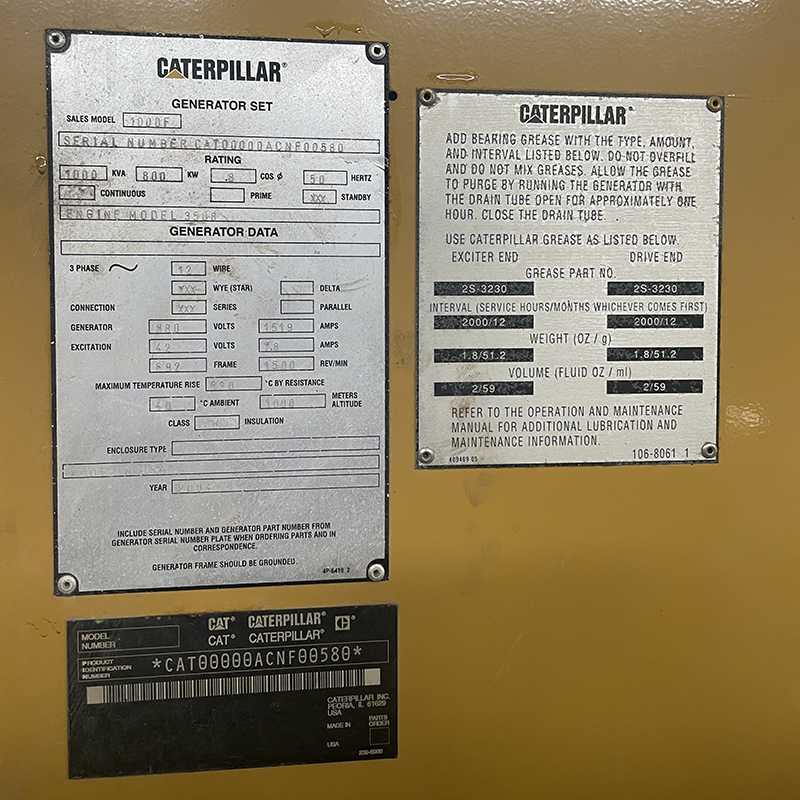 CATERPILLAR®
GENERATOR SET
SALES MODEL 1000F
SERIAL NUMBER CAT00000ACNF00580
RATING
1000 KVA 800 KW .8 COS Ø 50 HERTZ
CONTINUOUS PRIME XXX STANDBY
ENGINE MODEL 3508
GENERATOR DATA
3 PHASE 12 WIRE
XXX WYE (STAR) DELTA
CONNECTION XXX SERIES PARALLEL
GENERATOR 380 VOLTS 1519 AMPS
EXCITATION 42 VOLTS AMPS
692 FRAME 1500 REV/MIN
MAXIMUM TEMPERATURE RISE °C BY RESISTANCE
40 °C AMBIENT 1000 METERS ALTITUDE
CLASS INSULATION
ENCLOSURE TYPE
YEAR
INCLUDE SERIAL NUMBER AND GENERATOR PART NUMBER FROM
GENERATOR SERIAL NUMBER PLATE WHEN ORDERING PARTS AND IN
CORRESPONDENCE.
GENERATOR FRAME SHOULD BE GROUNDED.
4P-6410 2
CATERPILLAR®
ADD BEARING GREASE WITH THE TYPE, AMOUNT,
AND INTERVAL LISTED BELOW. DO NOT OVERFILL
AND DO NOT MIX GREASES. ALLOW THE GREASE
TO PURGE BY RUNNING THE GENERATOR WITH
THE DRAIN TUBE OPEN FOR APPROXIMATELY ONE
HOUR. CLOSE THE DRAIN TUBE.
USE CATERPILLAR GREASE AS LISTED BELOW.
EXCITER END DRIVE END
GREASE PART NO.
2S-3230 2S-3230
INTERVAL (SERVICE HOURS/MONTHS WHICHEVER COMES FIRST)
2000/12 2000/12
WEIGHT (OZ / g)
1.8/51.2 1.8/51.2
VOLUME (FLUID OZ / ml)
2/59 2/59
REFER TO THE OPERATION AND MAINTENANCE
MANUAL FOR ADDITIONAL LUBRICATION AND
MAINTENANCE INFORMATION.
409469 05 106-8061 1
MODEL NUMBER
CAT® CATERPILLAR®
CAT® CATERPILLAR®
PRODUCT IDENTIFICATION NUMBER
*CAT00000ACNF00580*
CATERPILLAR INC.
PEORIA, IL 61629
USA
MADE IN
USA
PARTS ORDER